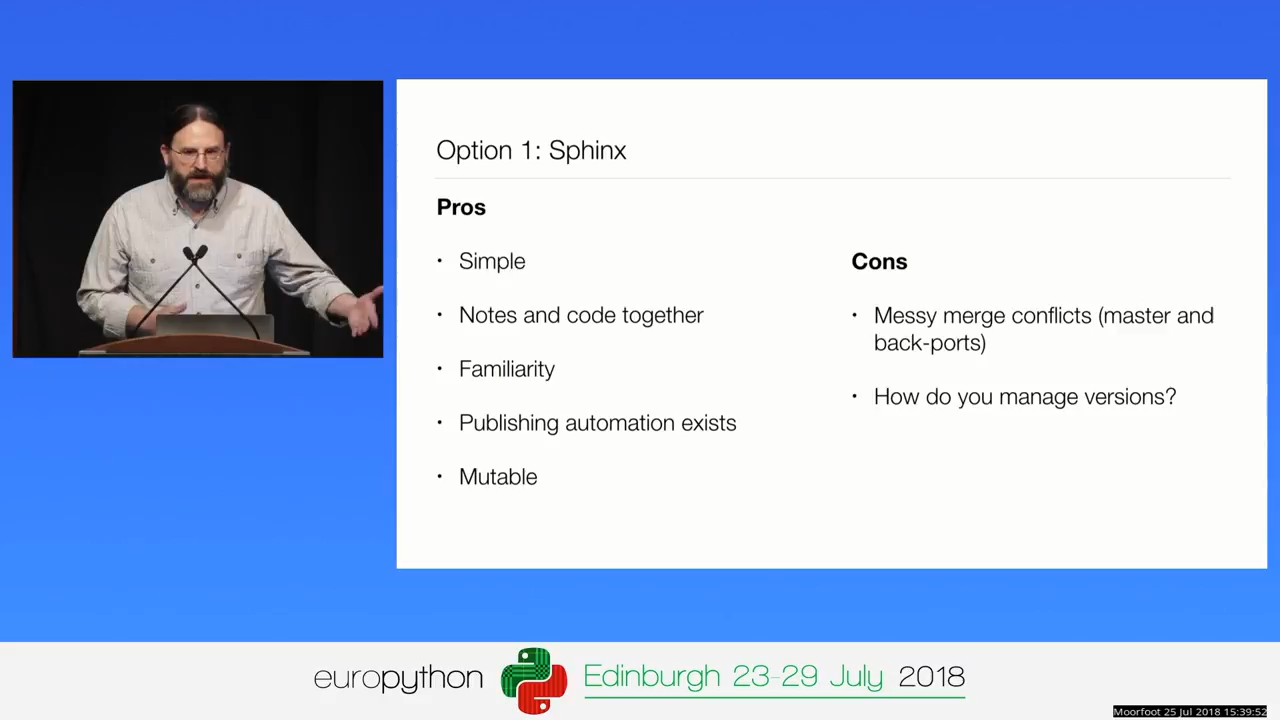 Option 1: Sphinx
Pros
• Simple
• Notes and code together
• Familiarity
• Publishing automation exists
• Mutable
Cons
• Messy merge conflicts (master and
back-ports)
• How do you manage versions?
europython Edinburgh 23-29 July 2018
Moorfoot 25 Jul 2018 15:39:52